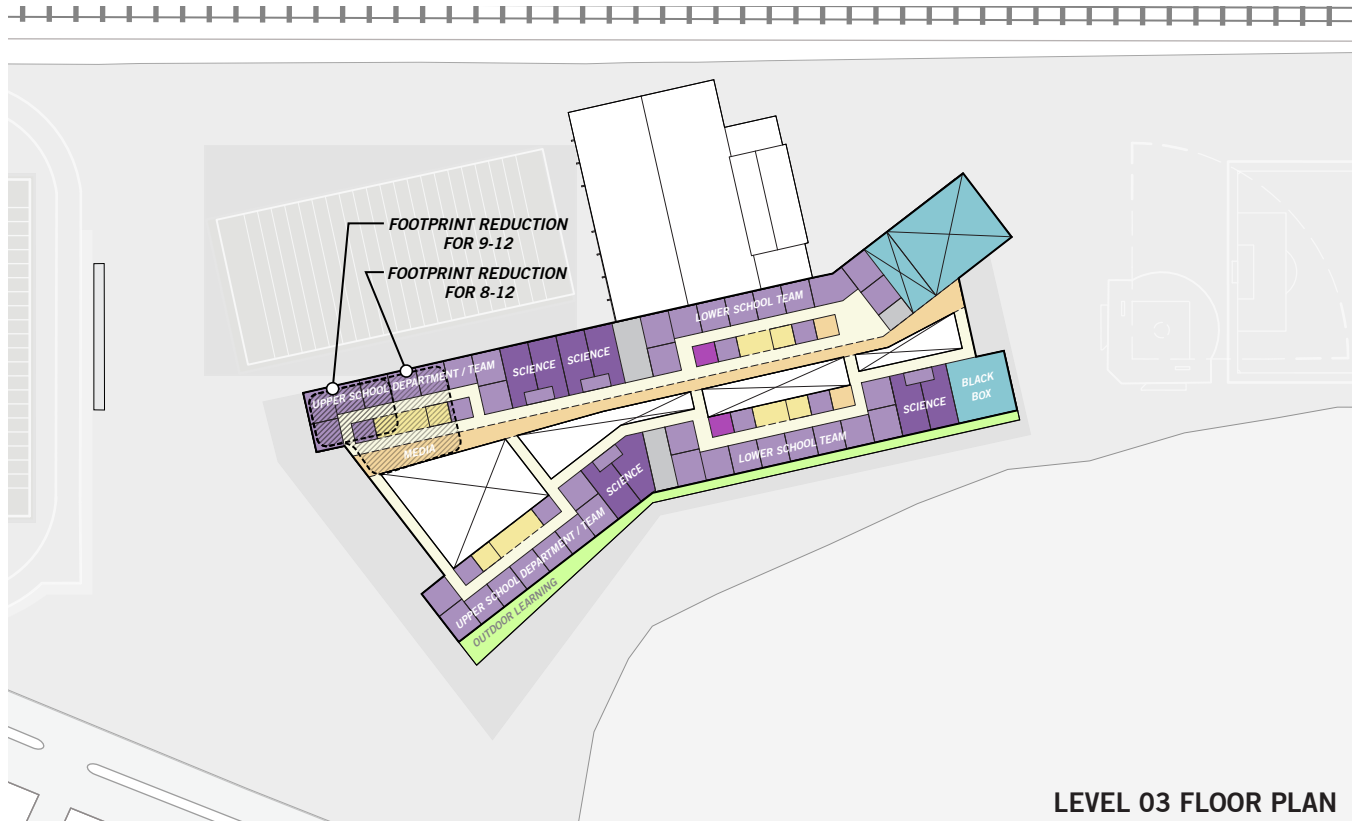 FOOTPRINT REDUCTION
FOR 9-12
FOOTPRINT REDUCTION
FOR 8-12
LOWER SCHOOL TEAM
UPPER SCHOOL DEPARTMENT / TEAM
SCIENCE
SCIENCE
MEDIA
BLACK
BOX
SCIENCE
LOWER SCHOOL TEAM
SCIENCE
UPPER SCHOOL DEPARTMENT / TEAM
OUTDOOR LEARNING
LEVEL 03 FLOOR PLAN